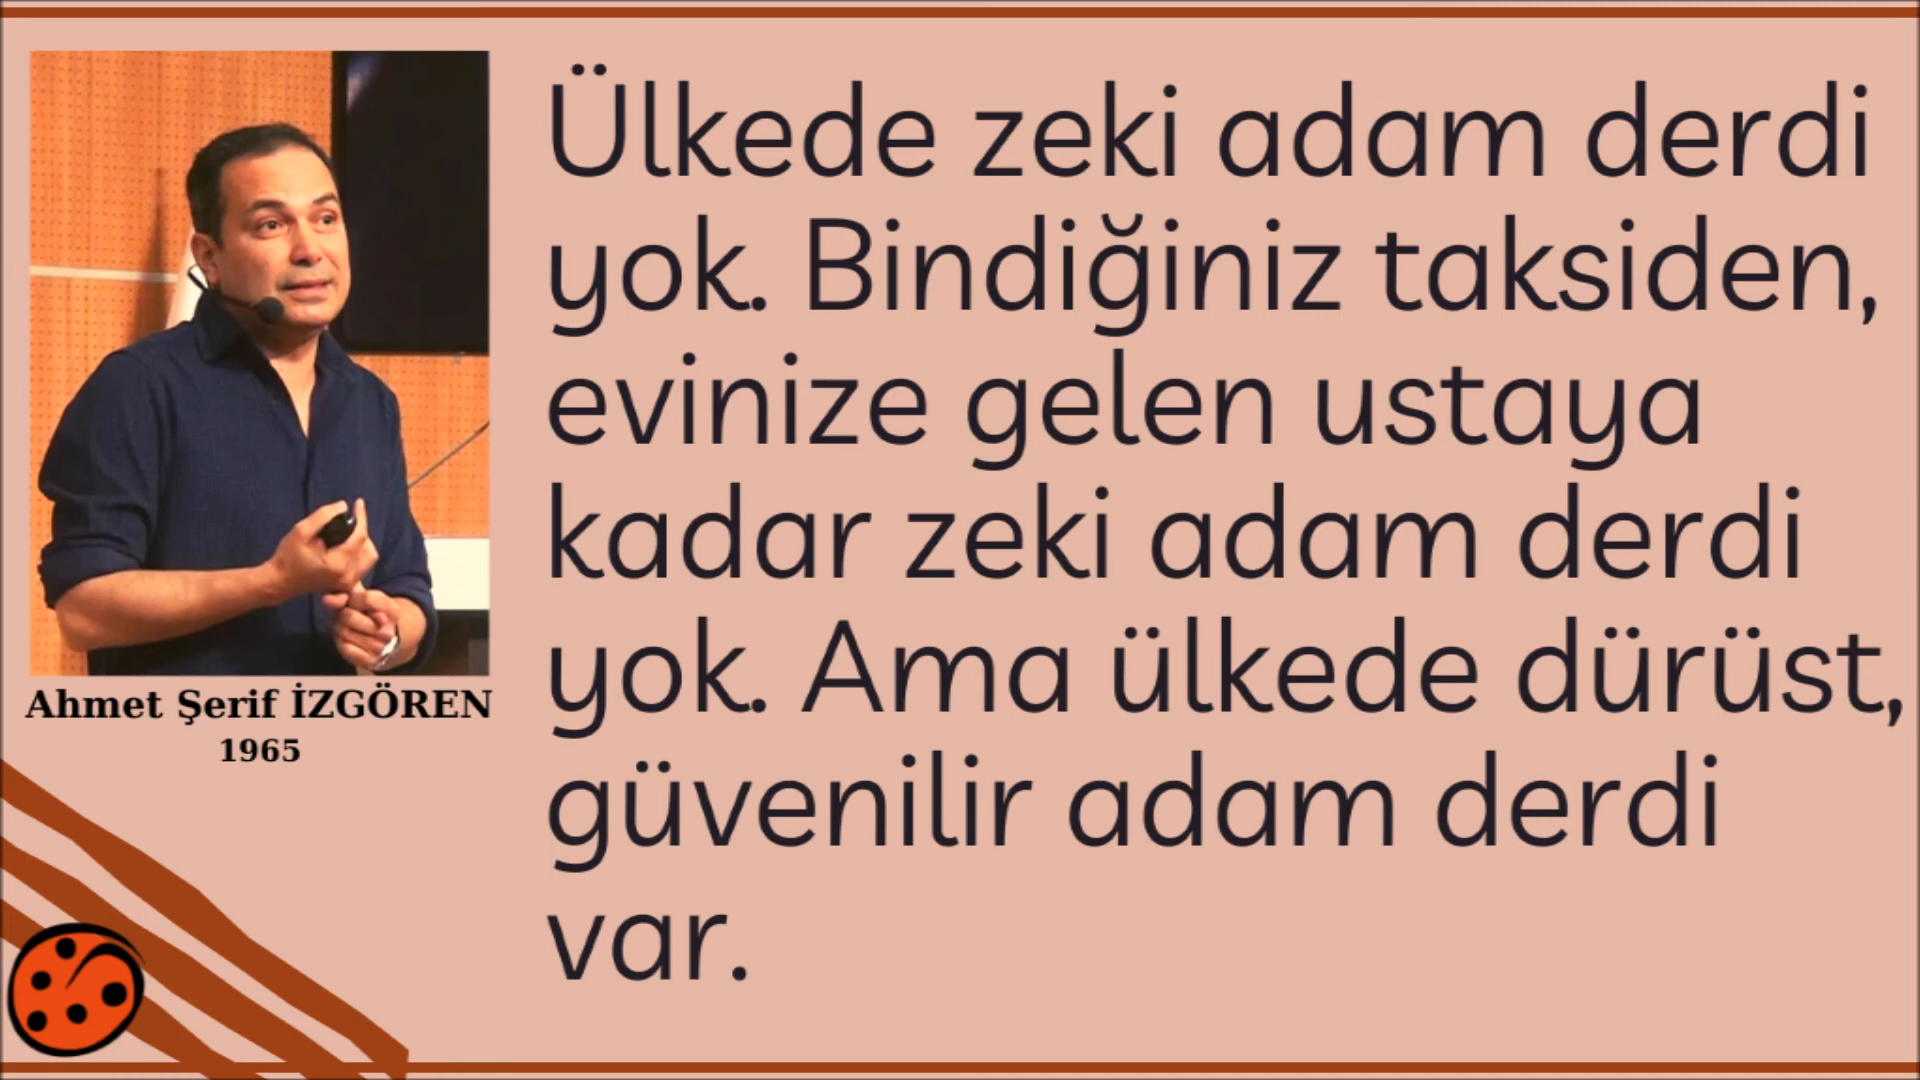 Ülkede zeki adam derdi
yok. Bindiğiniz taksiden,
evinize gelen ustaya
kadar zeki adam derdi
yok. Ama ülkede dürüst,
güvenilir adam derdi
var.
Ahmet Şerif İZGÖREN
1965